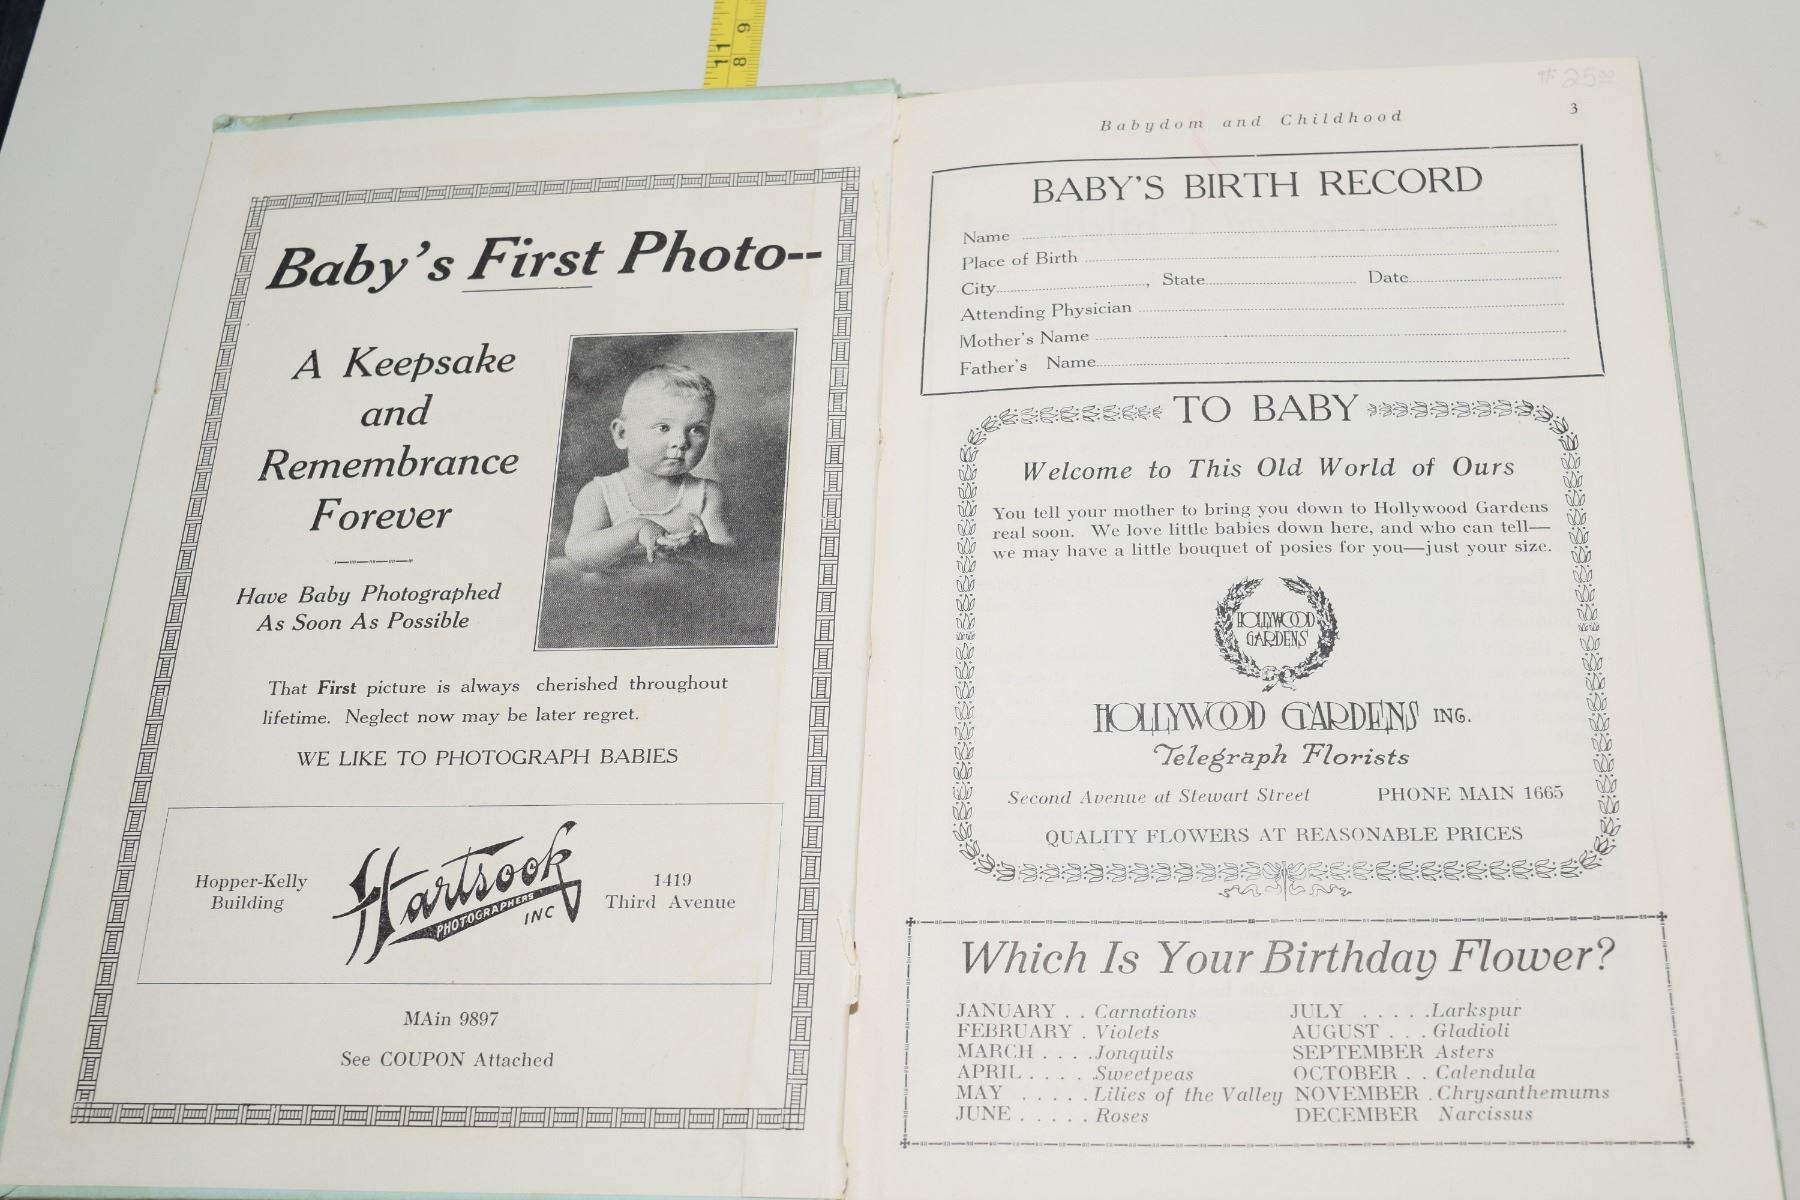 11
8 9
Baby's First Photo--
A Keepsake
and
Remembrance
Forever
Have Baby Photographed
As Soon As Possible
That First picture is always cherished throughout
lifetime. Neglect now may be later regret.
WE LIKE TO PHOTOGRAPH BABIES
Hopper-Kelly
Building
Hartsook
PHOTOGRAPHERS
INC
1419
Third Avenue
MAin 9897
See COUPON Attached
$25.00
Babydom and Childhood
3
BABY'S BIRTH RECORD
Name
Place of Birth
City, State Date
Attending Physician
Mother's Name
Father's Name
TO BABY
Welcome to This Old World of Ours
You tell your mother to bring you down to Hollywood Gardens
real soon. We love little babies down here, and who can tell—
we may have a little bouquet of posies for you—just your size.
HOLLYWOOD
GARDENS
HOLLYWOOD GARDENS INC.
Telegraph Florists
Second Avenue at Stewart Street PHONE MAIN 1665
QUALITY FLOWERS AT REASONABLE PRICES
Which Is Your Birthday Flower?
JANUARY . . Carnations
FEBRUARY . Violets
MARCH . . . . Jonquils
APRIL . . . . . Sweetpeas
MAY . . . . . Lilies of the Valley
JUNE . . . . . Roses
JULY . . . . . Larkspur
AUGUST . . . Gladioli
SEPTEMBER Asters
OCTOBER . . Calendula
NOVEMBER . Chrysanthemums
DECEMBER Narcissus